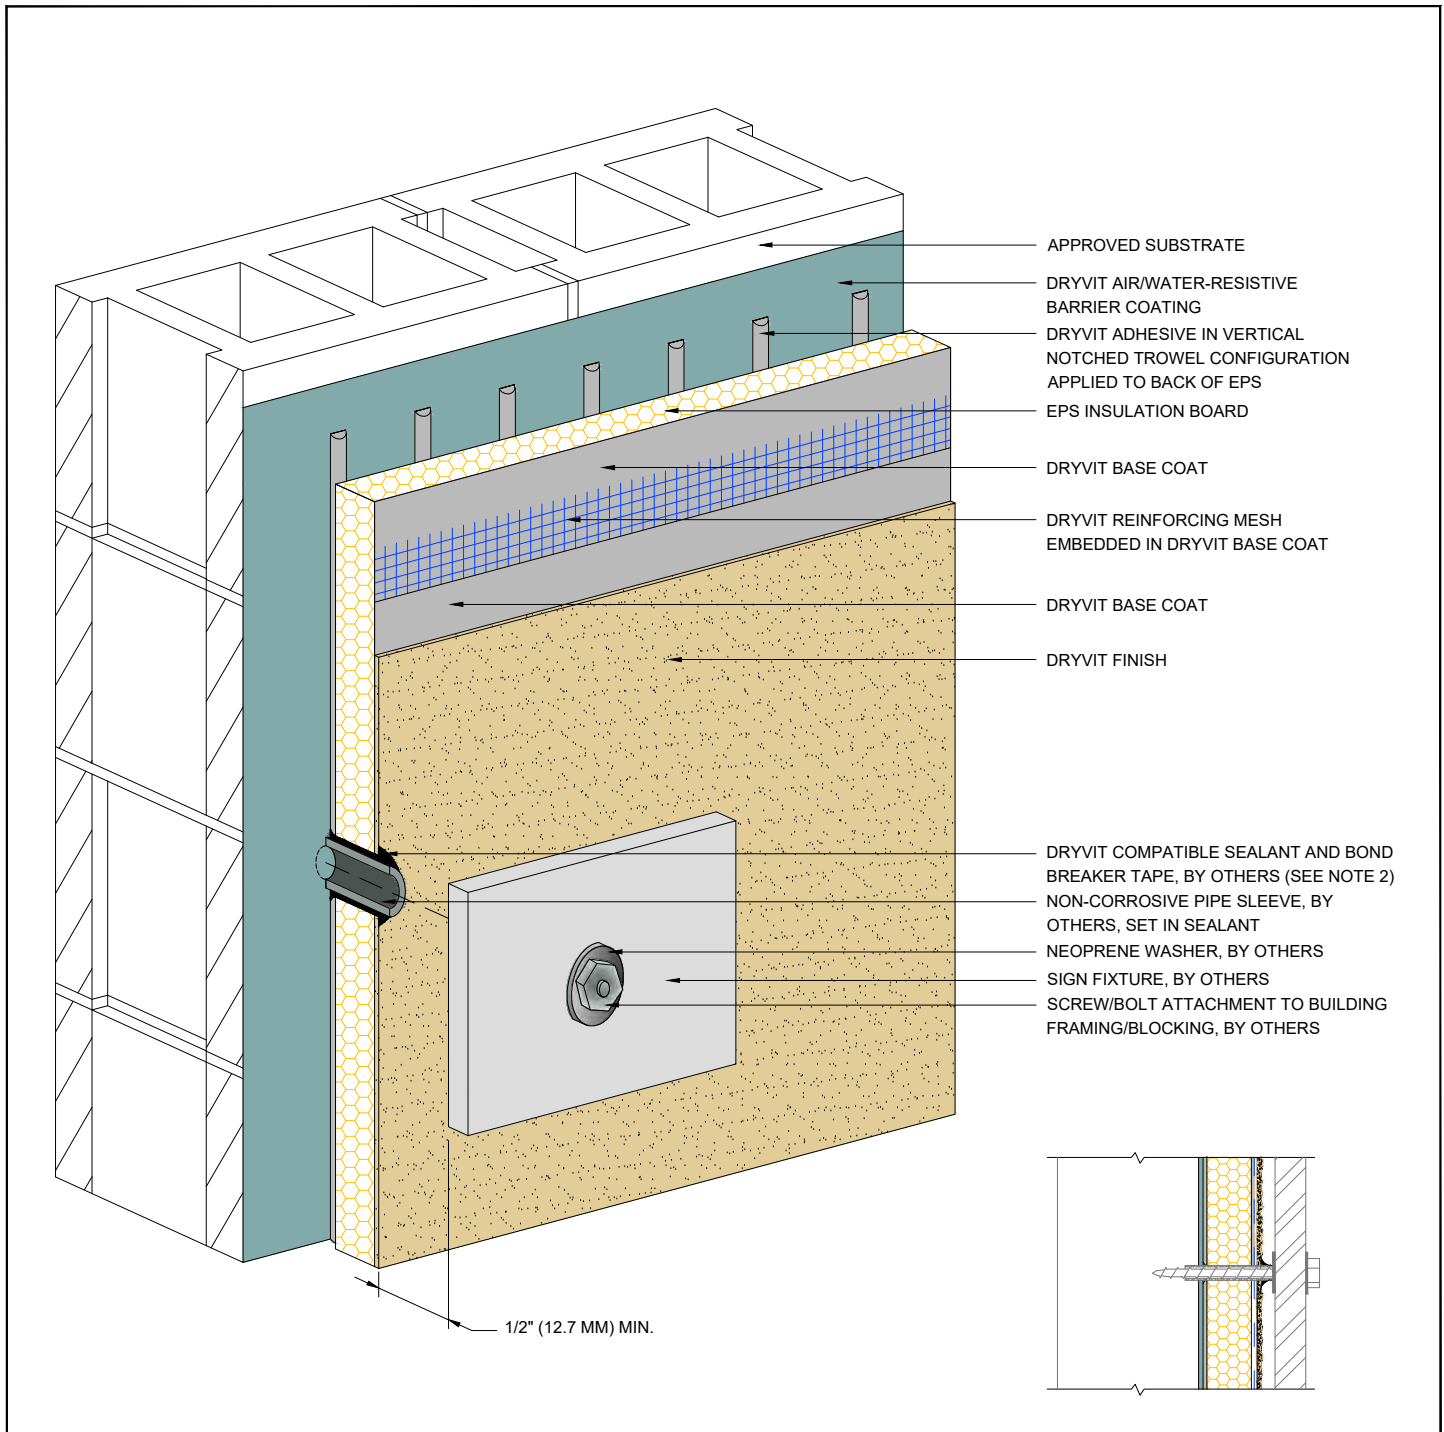 APPROVED SUBSTRATE
DRYVIT AIR/WATER-RESISTIVE
BARRIER COATING
DRYVIT ADHESIVE IN VERTICAL
NOTCHED TROWEL CONFIGURATION
APPLIED TO BACK OF EPS
EPS INSULATION BOARD
DRYVIT BASE COAT
DRYVIT REINFORCING MESH
EMBEDDED IN DRYVIT BASE COAT
DRYVIT BASE COAT
DRYVIT FINISH
DRYVIT COMPATIBLE SEALANT AND BOND
BREAKER TAPE, BY OTHERS (SEE NOTE 2)
NON-CORROSIVE PIPE SLEEVE, BY
OTHERS, SET IN SEALANT
NEOPRENE WASHER, BY OTHERS
SIGN FIXTURE, BY OTHERS
SCREW/BOLT ATTACHMENT TO BUILDING
FRAMING/BLOCKING, BY OTHERS
1/2" (12.7 MM) MIN.